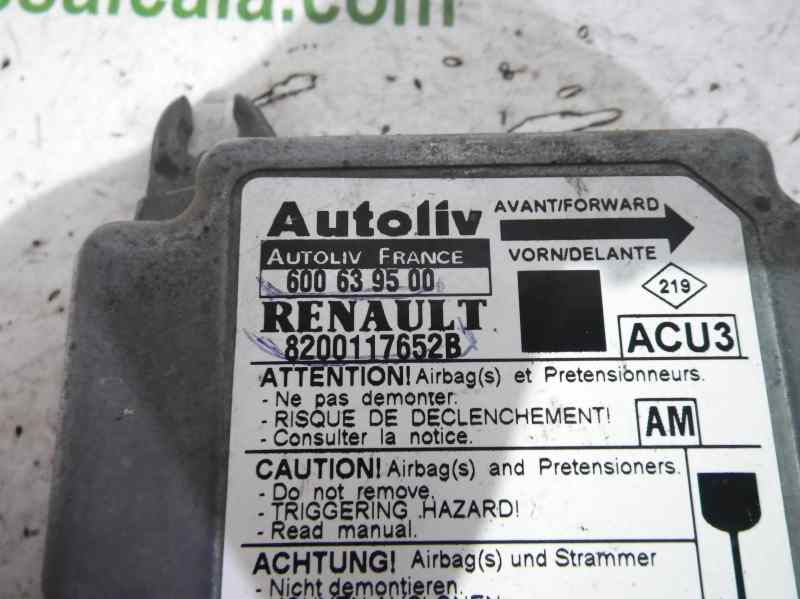 Autoliv
AVANT/FORWARD
VORN/DELANTE
AUTOLIV FRANCE
600 63 95 00
219
RENAULT
8200117652B
ACU3
ATTENTION! Airbag(s) et Pretensionneurs.
- Ne pas demonter.
- RISQUE DE DECLENCHEMENT!
- Consulter la notice.
AM
CAUTION! Airbag(s) and Pretensioners.
- Do not remove.
- TRIGGERING HAZARD!
- Read manual.
ACHTUNG! Airbag(s) und Strammer
- Nicht demontieren.